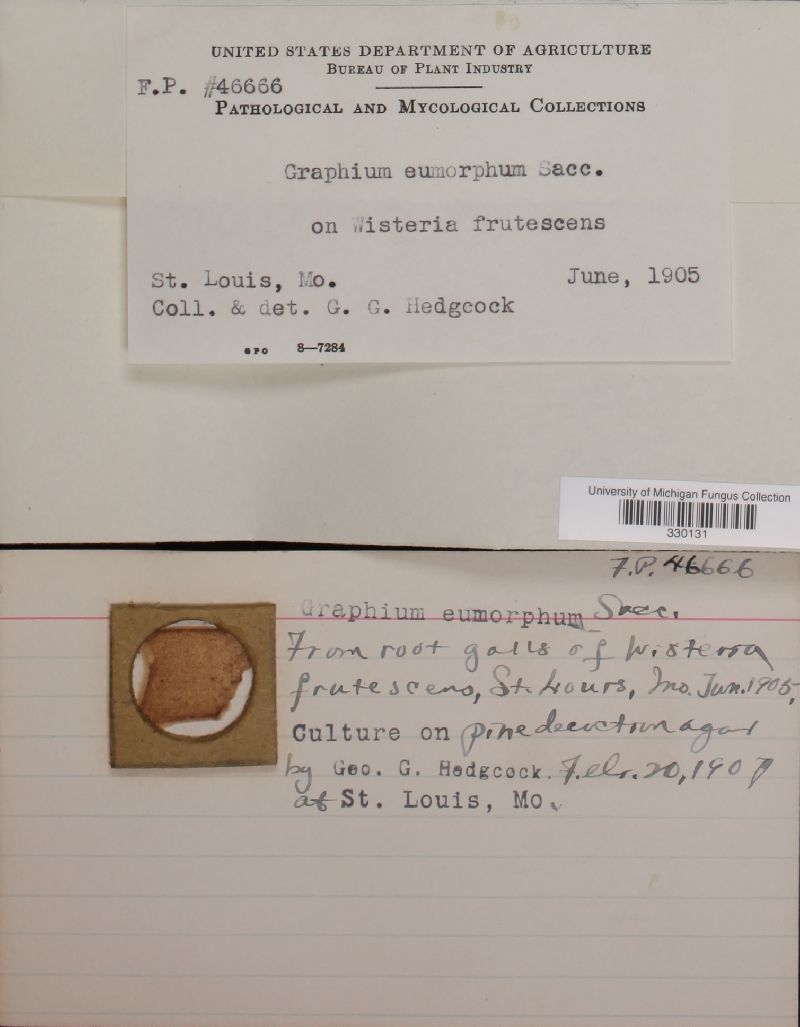 UNITED STATES DEPARTMENT OF AGRICULTURE
BUREAU OF PLANT INDUSTRY
F.P. #46666
PATHOLOGICAL AND MYCOLOGICAL COLLECTIONS
Graphium eumorphum Sacc.
on Wisteria frutescens
St. Louis, Mo. June, 1905
Coll. & det. G. G. Hedgcock
GPO 8—7284
University of Michigan Fungus Collection
330131
F.P. 46666
Graphium eumorphum Sacc.
From root galls of Wisteria
frutescens, St. Louis, Mo. Jun. 1905,
Culture on pine decoction agar
by Geo. G. Hedgcock. Feb. 20, 1907
at St. Louis, Mo.